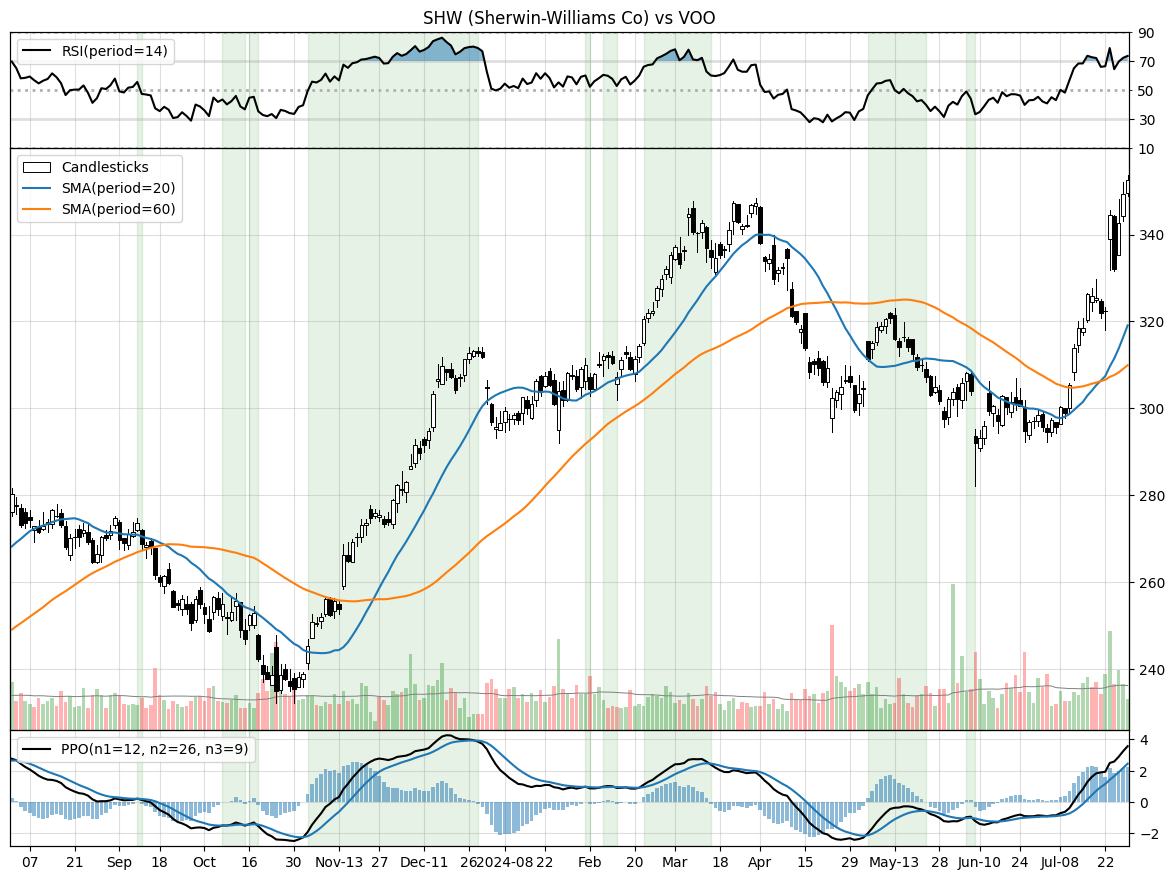 SHW (Sherwin-Williams Co) vs VOO
RSI(period=14)
90
70
50
30
10
Candlesticks
SMA(period=20)
SMA(period=60)
340
320
300
280
260
240
PPO(n1=12, n2=26, n3=9)
4
2
0
−2
07 21 Sep 18 Oct 16 30 Nov-13 27 Dec-11 26 2024-08 22 Feb 20 Mar 18 Apr 15 29 May-13 28 Jun-10 24 Jul-08 22